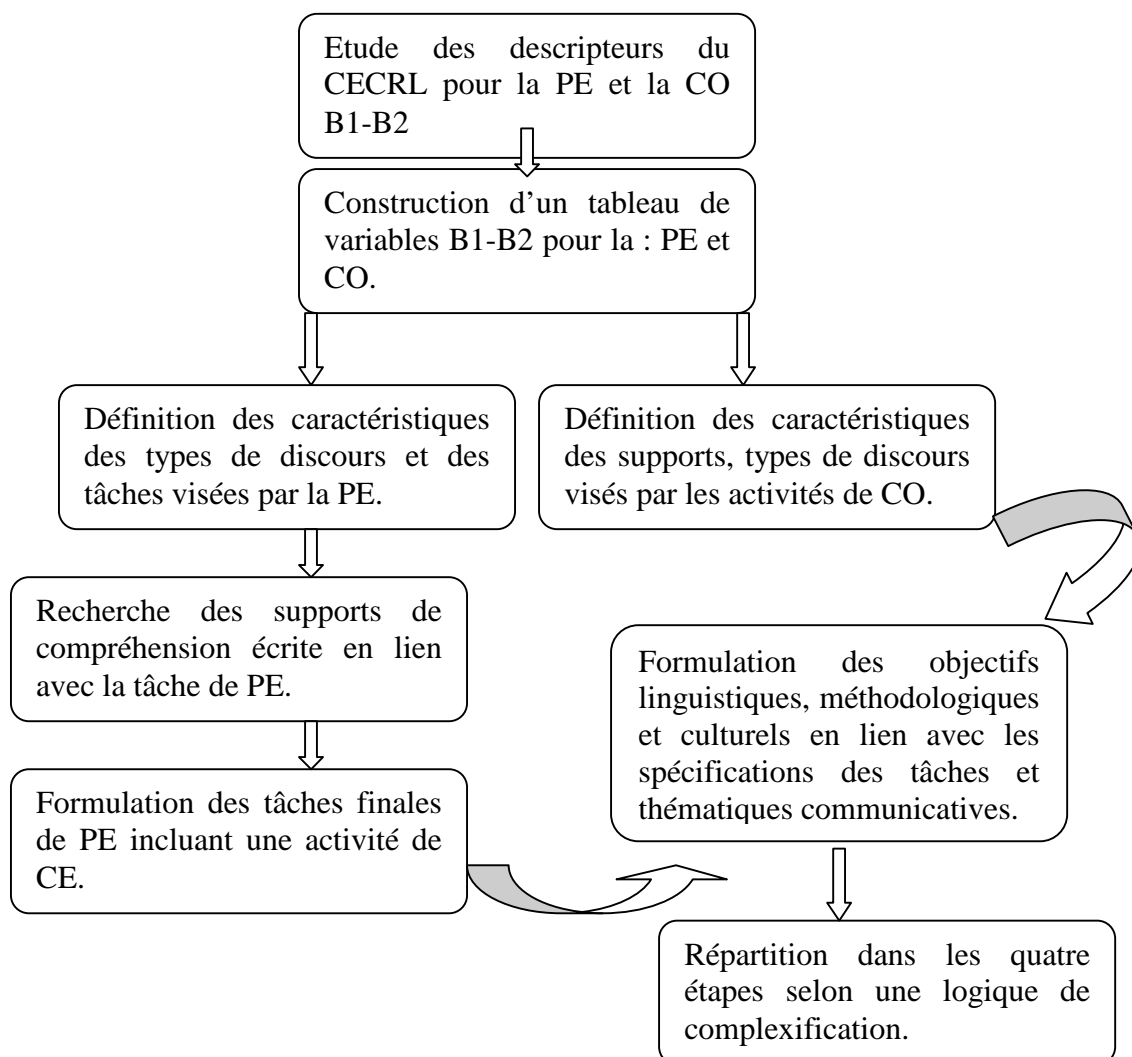 Etude des descripteurs du
CECRL pour la PE et la CO
B1-B2
Construction d’un tableau de
variables B1-B2 pour la : PE et
CO.
Définition des caractéristiques
des types de discours et des
tâches visées par la PE.
Définition des caractéristiques
des supports, types de discours
visés par les activités de CO.
Recherche des supports de
compréhension écrite en lien
avec la tâche de PE.
Formulation des objectifs
linguistiques, méthodologiques
et culturels en lien avec les
spécifications des tâches et
thématiques communicatives.
Formulation des tâches finales
de PE incluant une activité de
CE.
Répartition dans les quatre
étapes selon une logique de
complexification.